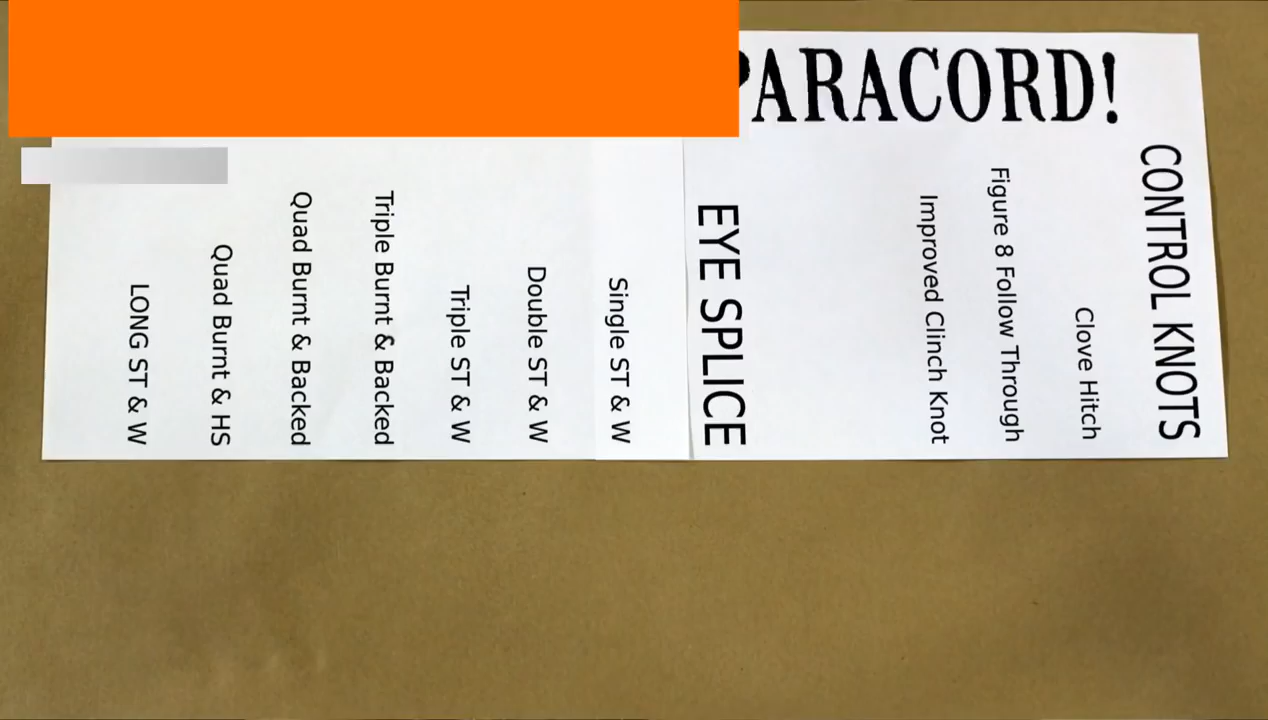 PARACORD!
CONTROL KNOTS
Clove Hitch
Figure 8 Follow Through
Improved Clinch Knot
EYE SPLICE
Single ST & W
Double ST & W
Triple ST & W
Triple Burnt & Backed
Quad Burnt & Backed
Quad Burnt & HS
LONG ST & W